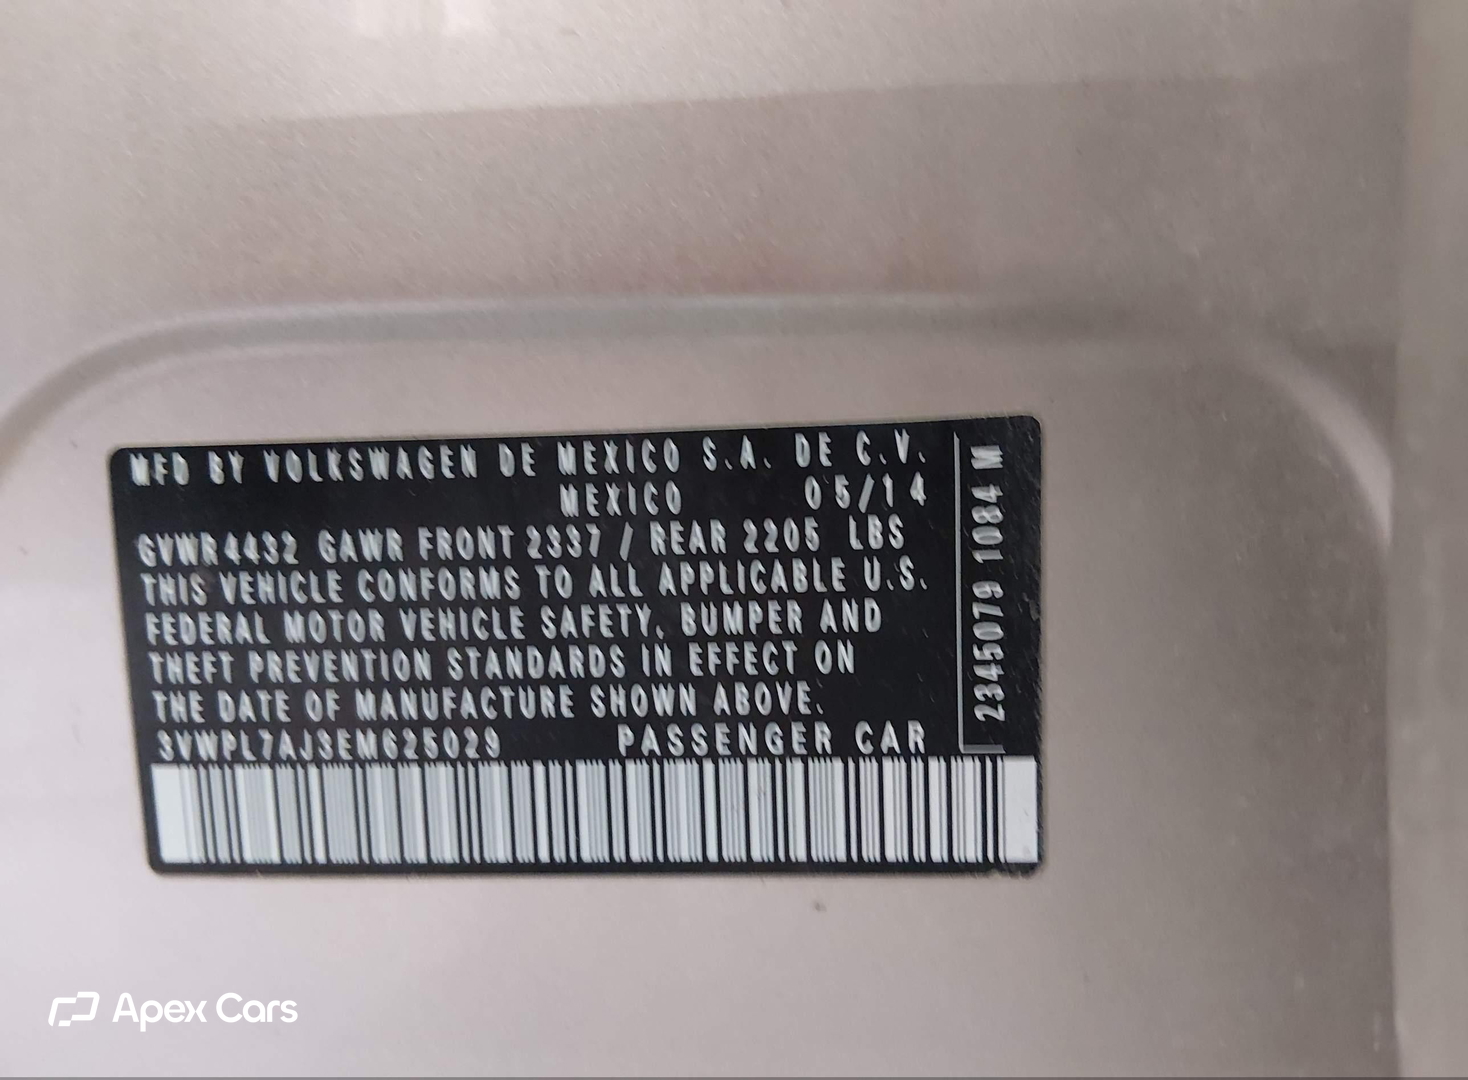 MFD BY VOLKSWAGEN DE MEXICO S.A. DE C.V.
MEXICO 05/14
GVWR 4432 GAWR FRONT 2337 / REAR 2205 LBS
THIS VEHICLE CONFORMS TO ALL APPLICABLE U.S.
FEDERAL MOTOR VEHICLE SAFETY, BUMPER AND
THEFT PREVENTION STANDARDS IN EFFECT ON
THE DATE OF MANUFACTURE SHOWN ABOVE.
3VWPL7AJ3EM625029 PASSENGER CAR
2345079 1084 M
Apex Cars